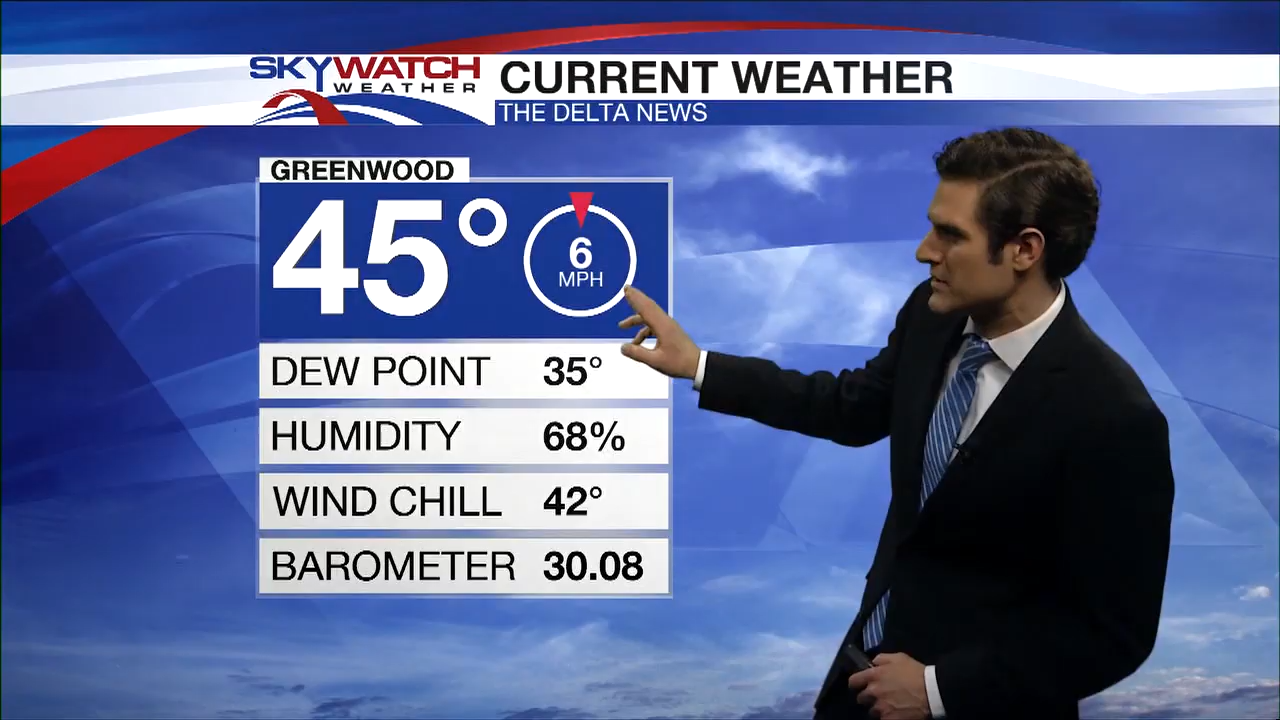 SKYWATCH
WEATHER
CURRENT WEATHER
THE DELTA NEWS
GREENWOOD
45°
6
MPH
DEW POINT 35°
HUMIDITY 68%
WIND CHILL 42°
BAROMETER 30.08